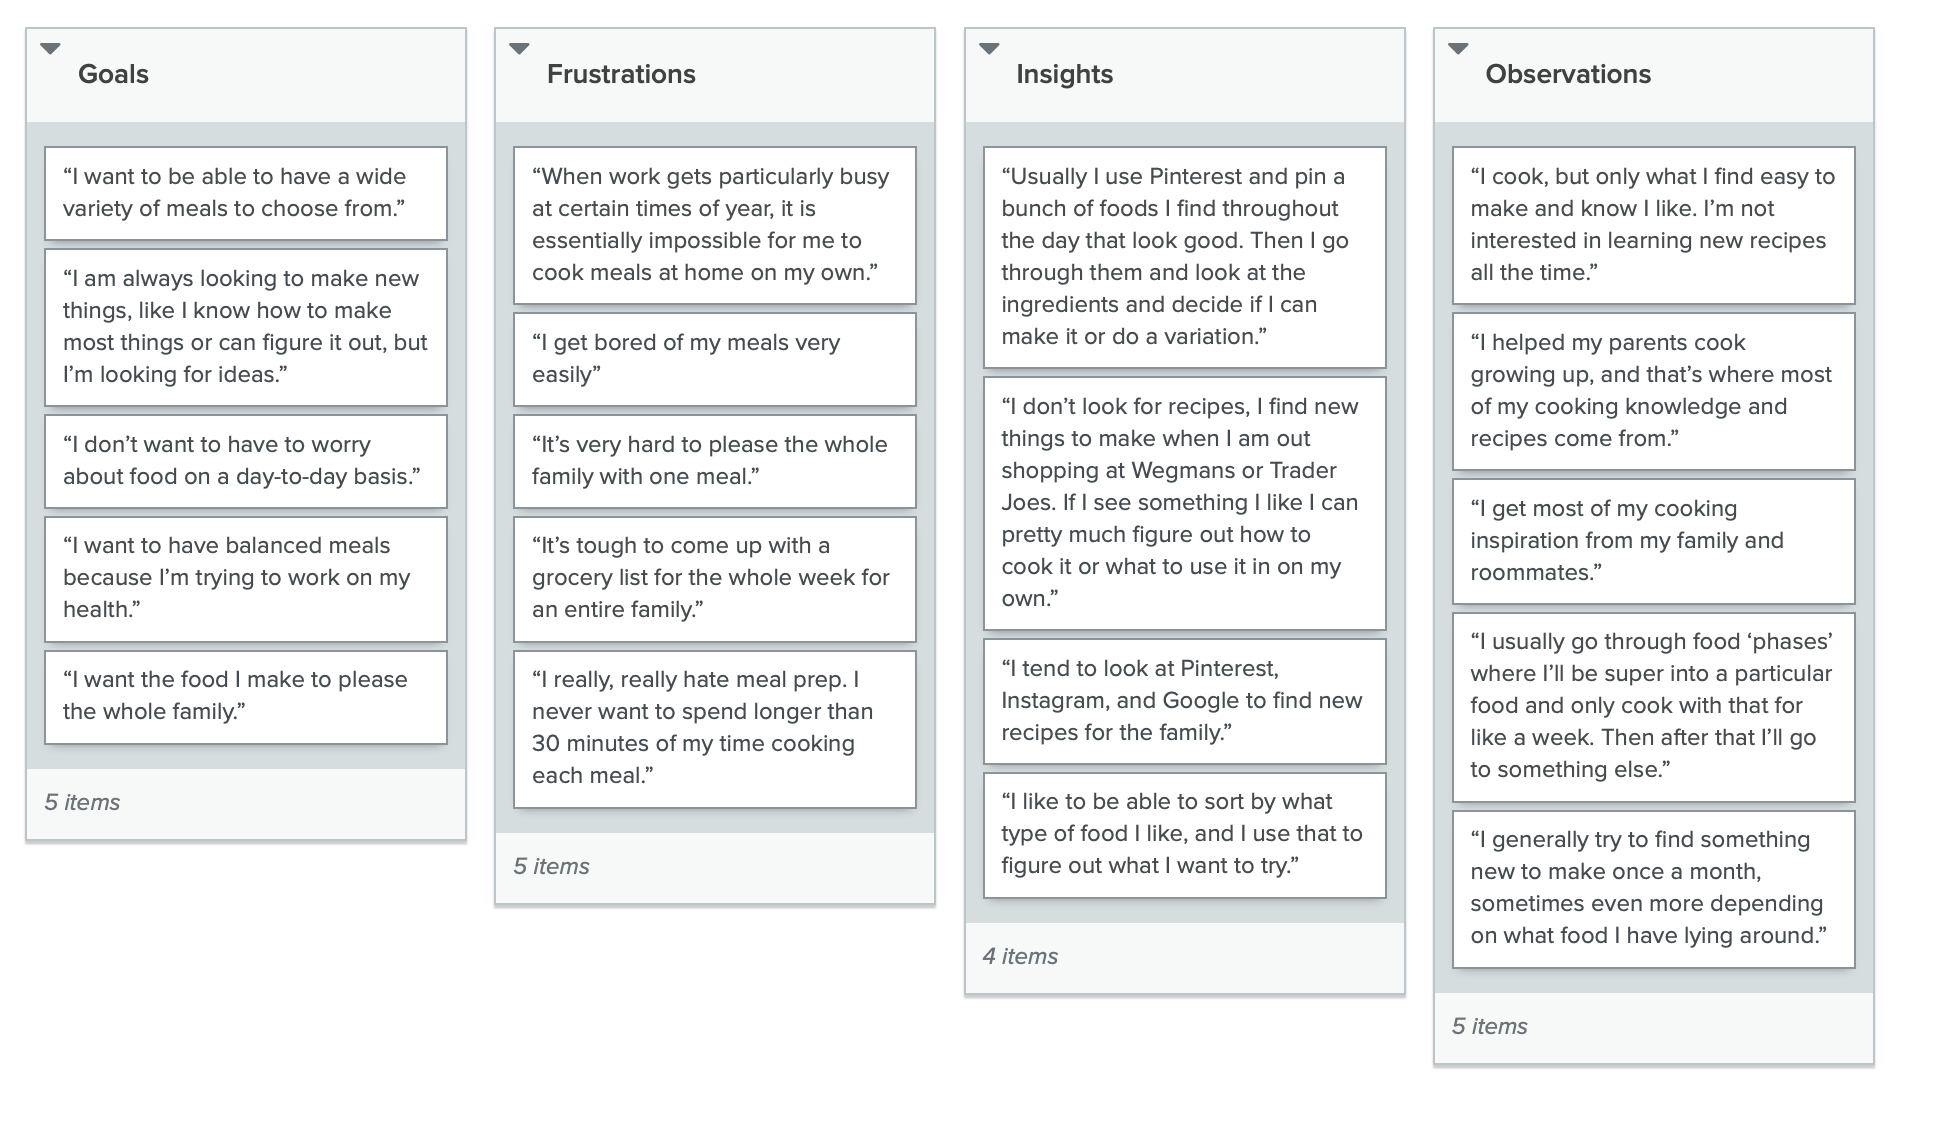 Goals
“I want to be able to have a wide
variety of meals to choose from.”
“I am always looking to make new
things, like I know how to make
most things or can figure it out, but
I’m looking for ideas.”
“I don’t want to have to worry
about food on a day-to-day basis.”
“I want to have balanced meals
because I’m trying to work on my
health.”
“I want the food I make to please
the whole family.”
5 items
Frustrations
“When work gets particularly busy
at certain times of year, it is
essentially impossible for me to
cook meals at home on my own.”
“I get bored of my meals very
easily”
“It’s very hard to please the whole
family with one meal.”
“It’s tough to come up with a
grocery list for the whole week for
an entire family.”
“I really, really hate meal prep. I
never want to spend longer than
30 minutes of my time cooking
each meal.”
5 items
Insights
“Usually I use Pinterest and pin a
bunch of foods I find throughout
the day that look good. Then I go
through them and look at the
ingredients and decide if I can
make it or do a variation.”
“I don’t look for recipes, I find new
things to make when I am out
shopping at Wegmans or Trader
Joes. If I see something I like I can
pretty much figure out how to
cook it or what to use it in on my
own.”
“I tend to look at Pinterest,
Instagram, and Google to find new
recipes for the family.”
“I like to be able to sort by what
type of food I like, and I use that to
figure out what I want to try.”
4 items
Observations
“I cook, but only what I find easy to
make and know I like. I’m not
interested in learning new recipes
all the time.”
“I helped my parents cook
growing up, and that’s where most
of my cooking knowledge and
recipes come from.”
“I get most of my cooking
inspiration from my family and
roommates.”
“I usually go through food ‘phases’
where I’ll be super into a particular
food and only cook with that for
like a week. Then after that I’ll go
to something else.”
“I generally try to find something
new to make once a month,
sometimes even more depending
on what food I have lying around.”
5 items